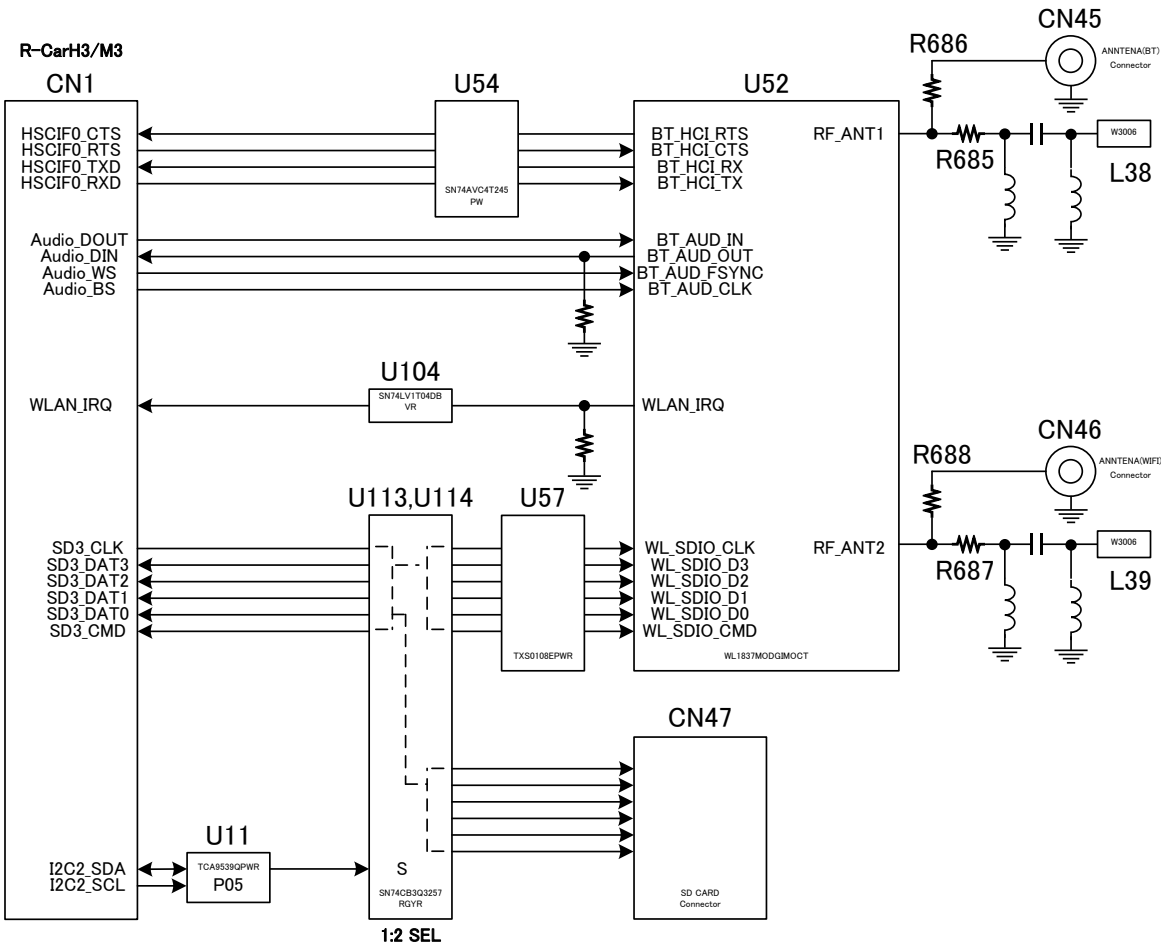 R-CarH3/M3
CN1
U54
U52
R686
CN45
ANNTENA(BT)
Connector
HSCIF0_CTS
HSCIF0_RTS
HSCIF0_TXD
HSCIF0_RXD
SN74AVC4T245
PW
BT_HCI_RTS
BT_HCI_CTS
BT_HCI_RX
BT_HCI_TX
RF_ANT1
R685
W3006
L38
Audio_DOUT
Audio_DIN
Audio_WS
Audio_BS
BT_AUD_IN
BT_AUD_OUT
BT_AUD_FSYNC
BT_AUD_CLK
U104
SN74LV1T04DB
VR
WLAN_IRQ
WLAN_IRQ
R688
CN46
ANNTENA(WIFI)
Connector
U113,U114
U57
SD3_CLK
SD3_DAT3
SD3_DAT2
SD3_DAT1
SD3_DAT0
SD3_CMD
WL_SDIO_CLK
WL_SDIO_D3
WL_SDIO_D2
WL_SDIO_D1
WL_SDIO_D0
WL_SDIO_CMD
RF_ANT2
R687
W3006
L39
TXS0108EPWR
WL1837MODGIMOCT
CN47
U11
I2C2_SDA
I2C2_SCL
TCA9539QPWR
P05
S
SN74CB3Q3257
RGYR
SD CARD
Connector
1:2 SEL